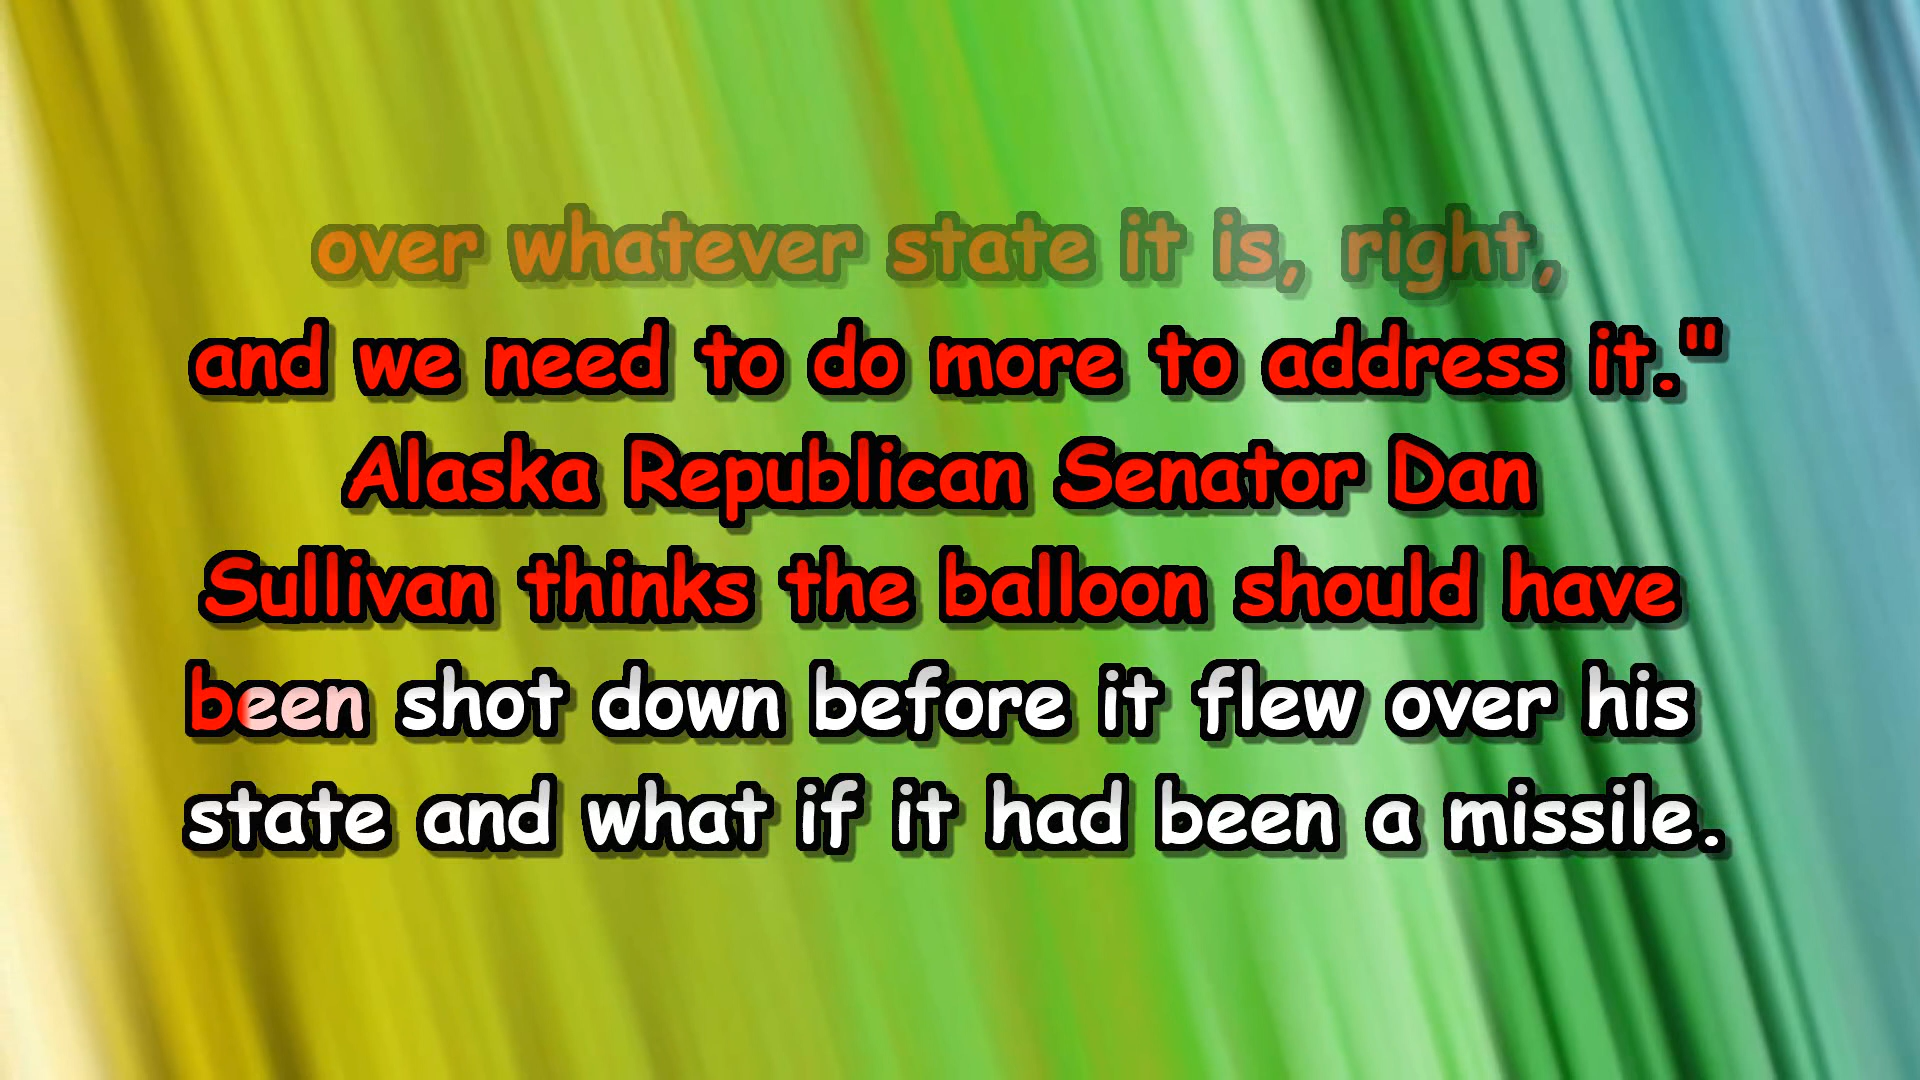 over whatever state it is, right,
and we need to do more to address it."
Alaska Republican Senator Dan
Sullivan thinks the balloon should have
been shot down before it flew over his
state and what if it had been a missile.